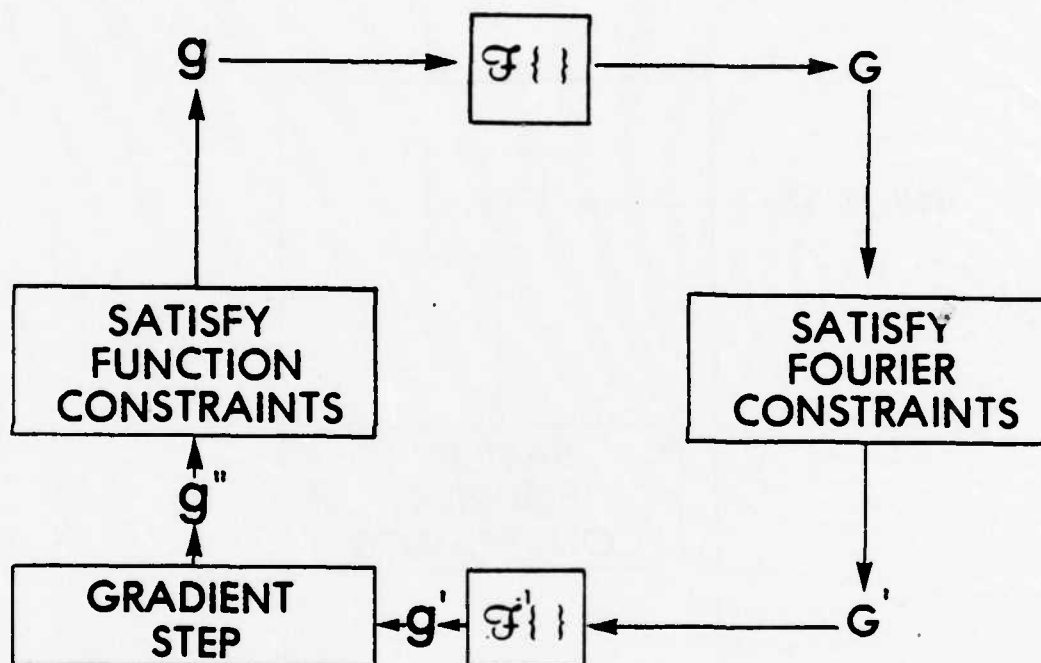 g
ℱ{ }
G
SATISFY
FUNCTION
CONSTRAINTS
SATISFY
FOURIER
CONSTRAINTS
g"
GRADIENT
STEP
g'
ℱ⁻¹{ }
G'